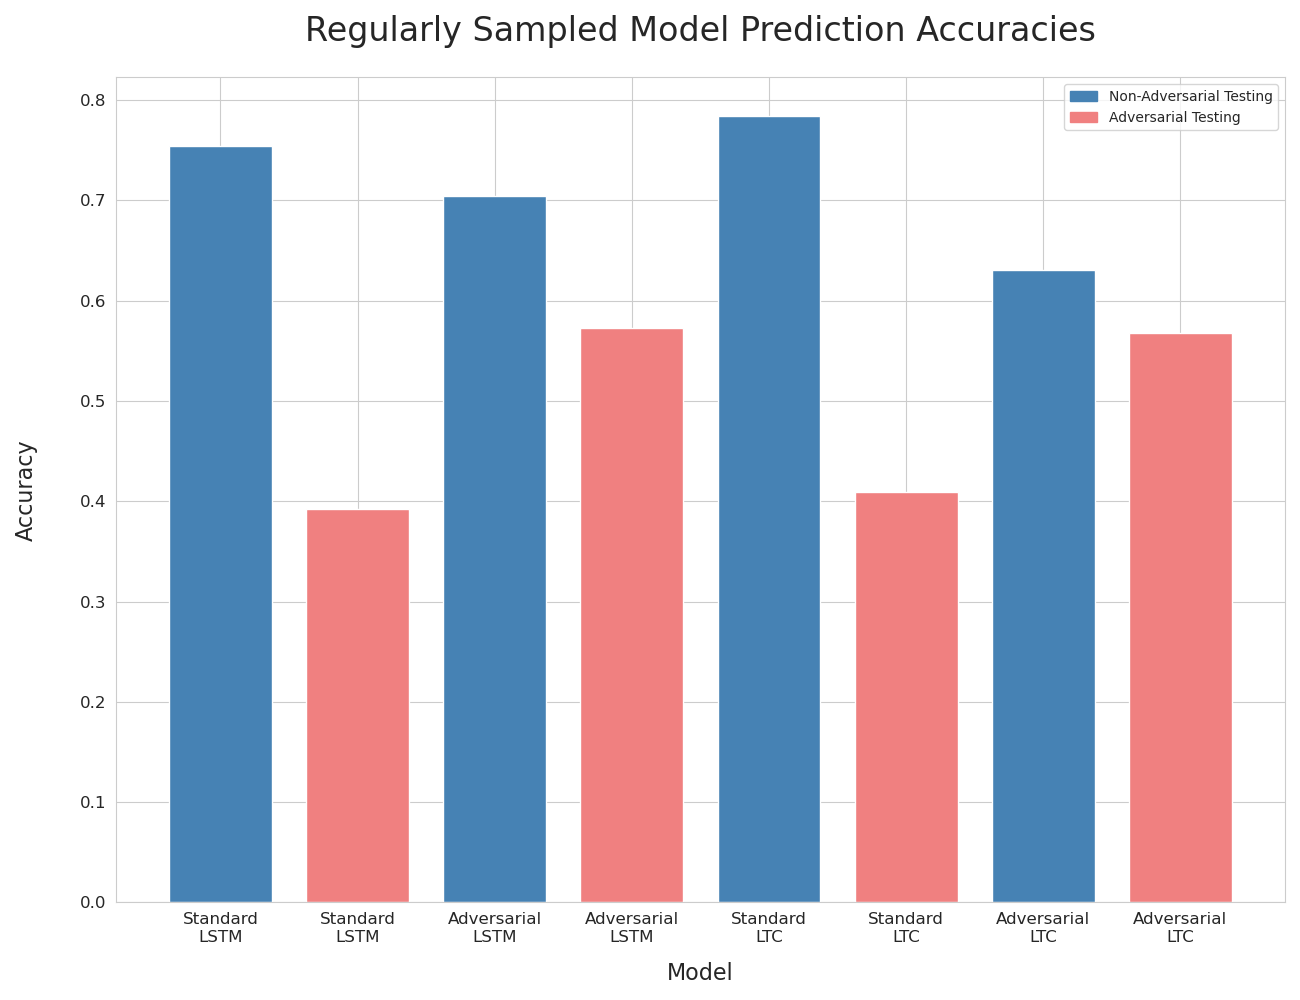 Regularly Sampled Model Prediction Accuracies
Non-Adversarial Testing
Adversarial Testing
0.8
0.7
0.6
0.5
0.4
0.3
0.2
0.1
0.0
Accuracy
Standard
LSTM
Standard
LSTM
Adversarial
LSTM
Adversarial
LSTM
Standard
LTC
Standard
LTC
Adversarial
LTC
Adversarial
LTC
Model